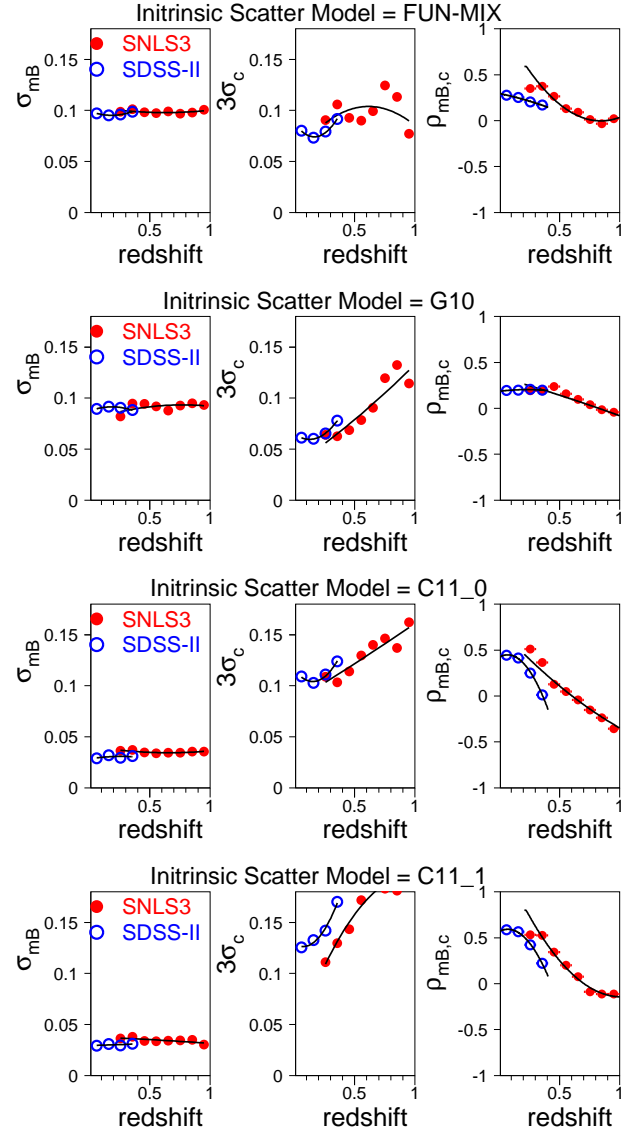 Initrinsic Scatter Model = FUN-MIX
σmB
0.15
0.1
0.05
0
SNLS3
SDSS-II
0.5
1
redshift
3σc
0.15
0.1
0.05
0
0.5
1
redshift
ρmB,c
1
0.5
0
-0.5
-1
0.5
1
redshift
Initrinsic Scatter Model = G10
σmB
0.15
0.1
0.05
0
SNLS3
SDSS-II
0.5
1
redshift
3σc
0.15
0.1
0.05
0
0.5
1
redshift
ρmB,c
1
0.5
0
-0.5
-1
0.5
1
redshift
Initrinsic Scatter Model = C11_0
σmB
0.15
0.1
0.05
0
SNLS3
SDSS-II
0.5
1
redshift
3σc
0.15
0.1
0.05
0
0.5
1
redshift
ρmB,c
1
0.5
0
-0.5
-1
0.5
1
redshift
Initrinsic Scatter Model = C11_1
σmB
0.15
0.1
0.05
0
SNLS3
SDSS-II
0.5
1
redshift
3σc
0.15
0.1
0.05
0
0.5
1
redshift
ρmB,c
1
0.5
0
-0.5
-1
0.5
1
redshift